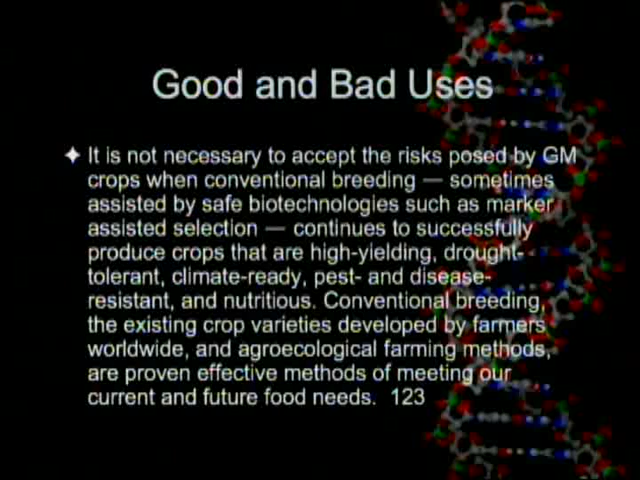 Good and Bad Uses
It is not necessary to accept the risks posed by GM
crops when conventional breeding — sometimes
assisted by safe biotechnologies such as marker
assisted selection — continues to successfully
produce crops that are high-yielding, drought-
tolerant, climate-ready, pest- and disease-
resistant, and nutritious. Conventional breeding,
the existing crop varieties developed by farmers
worldwide, and agroecological farming methods,
are proven effective methods of meeting our
current and future food needs. 123